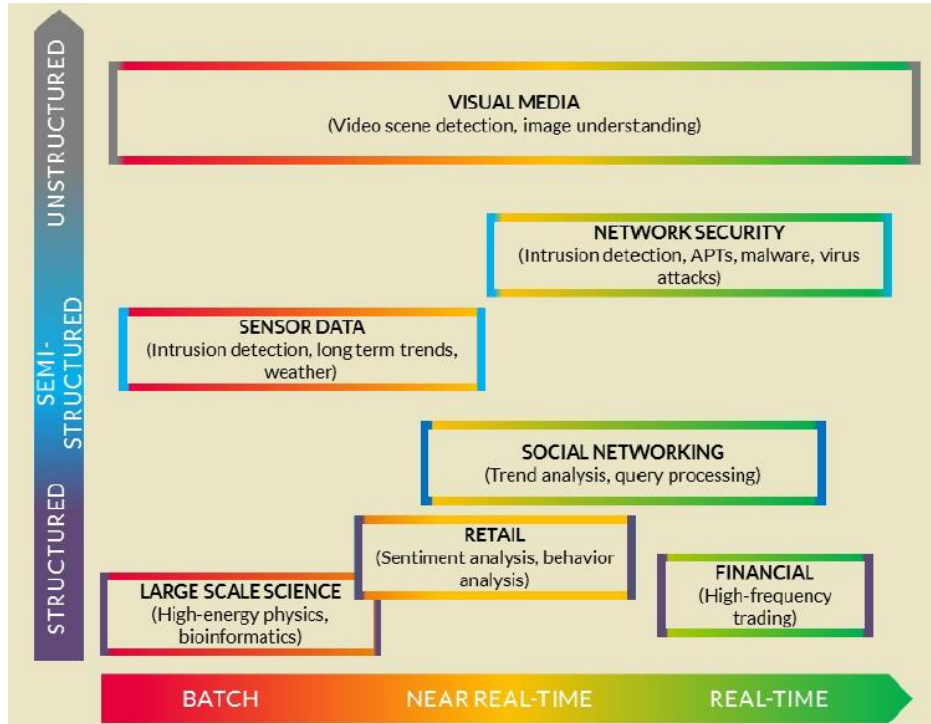 UNSTRUCTURED
SEMI-
STRUCTURED
STRUCTURED
VISUAL MEDIA
(Video scene detection, image understanding)
NETWORK SECURITY
(Intrusion detection, APTs, malware, virus
attacks)
SENSOR DATA
(Intrusion detection, long term trends,
weather)
SOCIAL NETWORKING
(Trend analysis, query processing)
RETAIL
(Sentiment analysis, behavior
analysis)
LARGE SCALE SCIENCE
(High-energy physics,
bioinformatics)
FINANCIAL
(High-frequency
trading)
BATCH
NEAR REAL-TIME
REAL-TIME